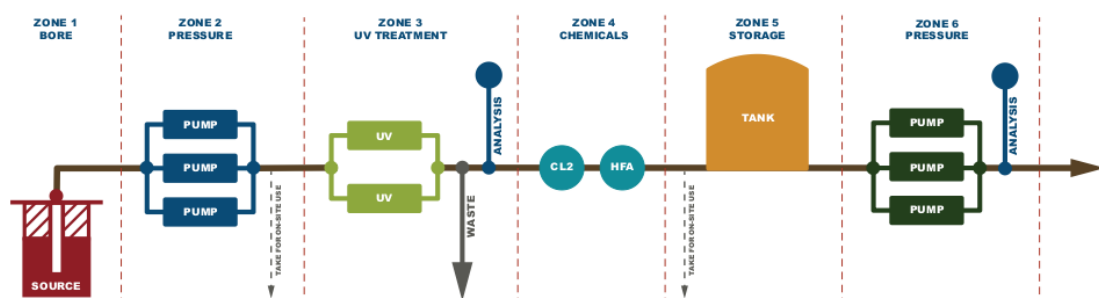 ZONE 1
BORE
ZONE 2
PRESSURE
ZONE 3
UV TREATMENT
ZONE 4
CHEMICALS
ZONE 5
STORAGE
ZONE 6
PRESSURE
SOURCE
PUMP
PUMP
PUMP
TAKE FOR ON-SITE USE
UV
UV
WASTE
ANALYSIS
CL2
HFA
TAKE FOR ON-SITE USE
TANK
PUMP
PUMP
PUMP
ANALYSIS